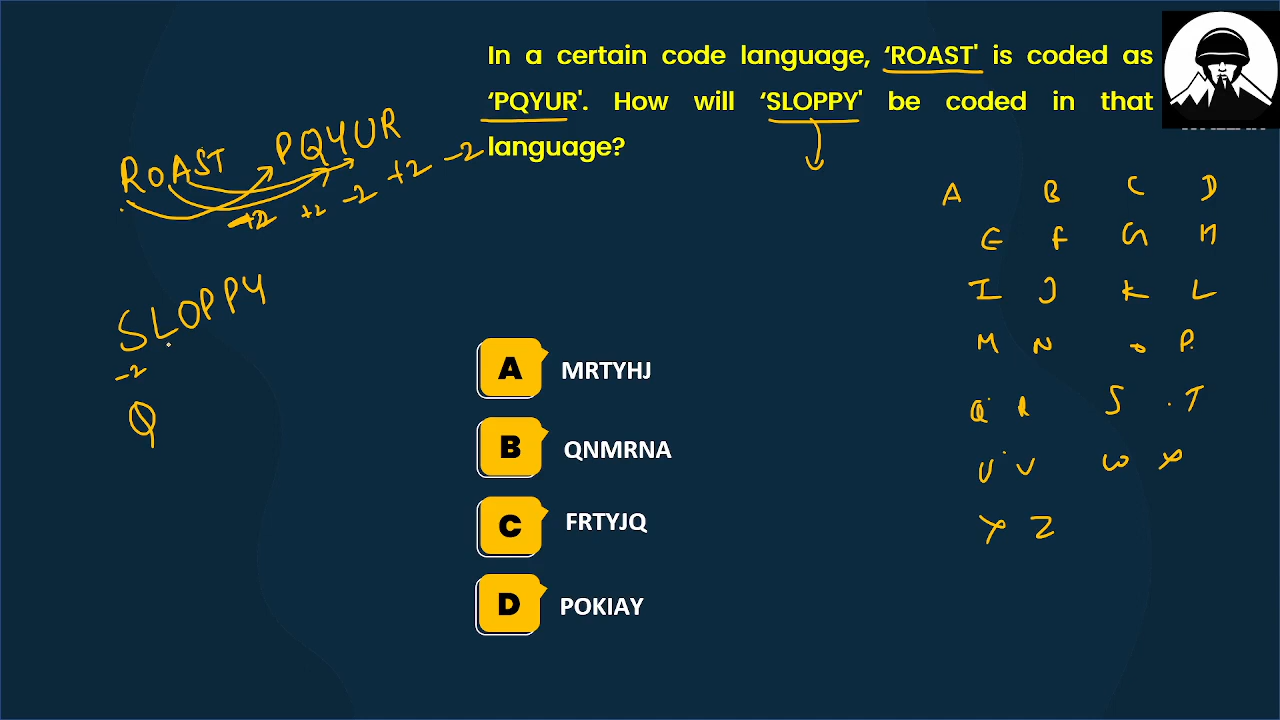 In a certain code language, ‘ROAST' is coded as
‘PQYUR'. How will ‘SLOPPY' be coded in that
language?
ROAST PQYUR
+2 -2 +2 -2
SLOPPY
-2
Q
A MRTYHJ
B QNMRNA
C FRTYJQ
D POKIAY
A B C D
E F G H
I J K L
M N O P
Q R S T
U V W X
Y Z